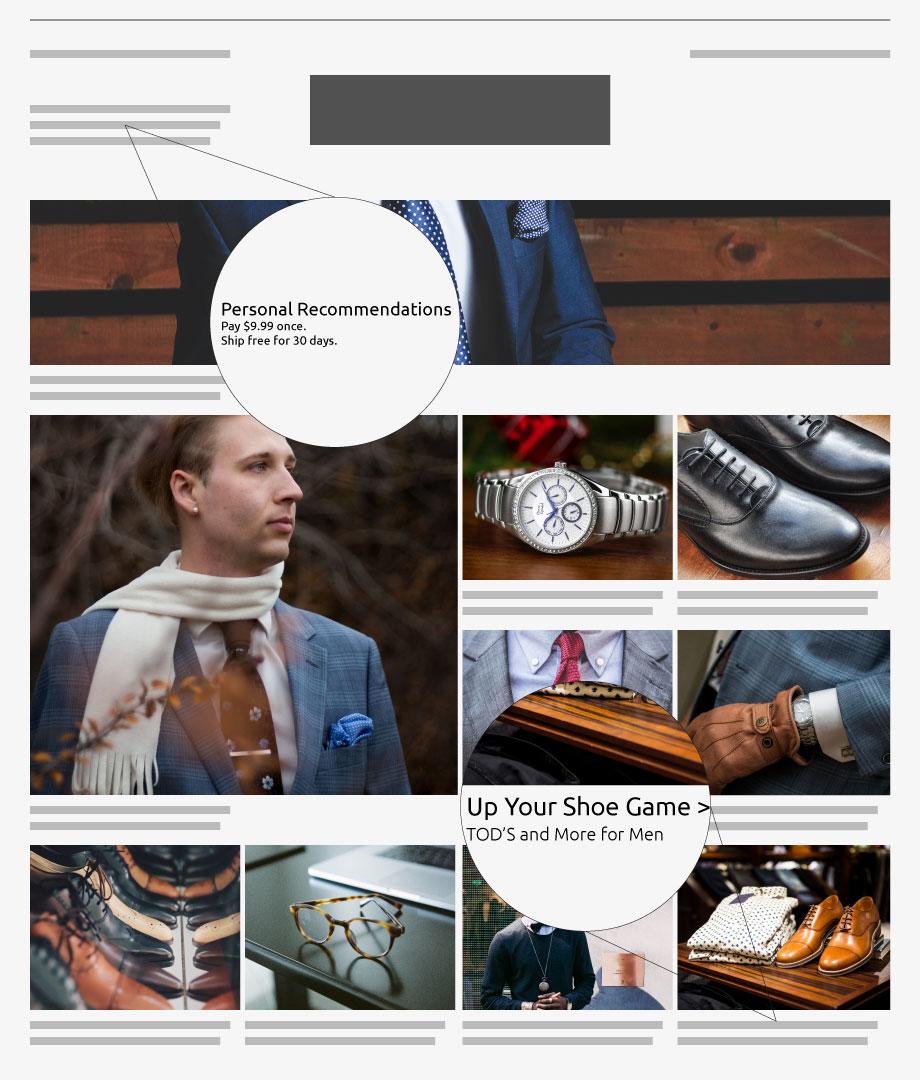 Personal Recommendations
Pay $9.99 once.
Ship free for 30 days.
Up Your Shoe Game >
TOD'S and More for Men